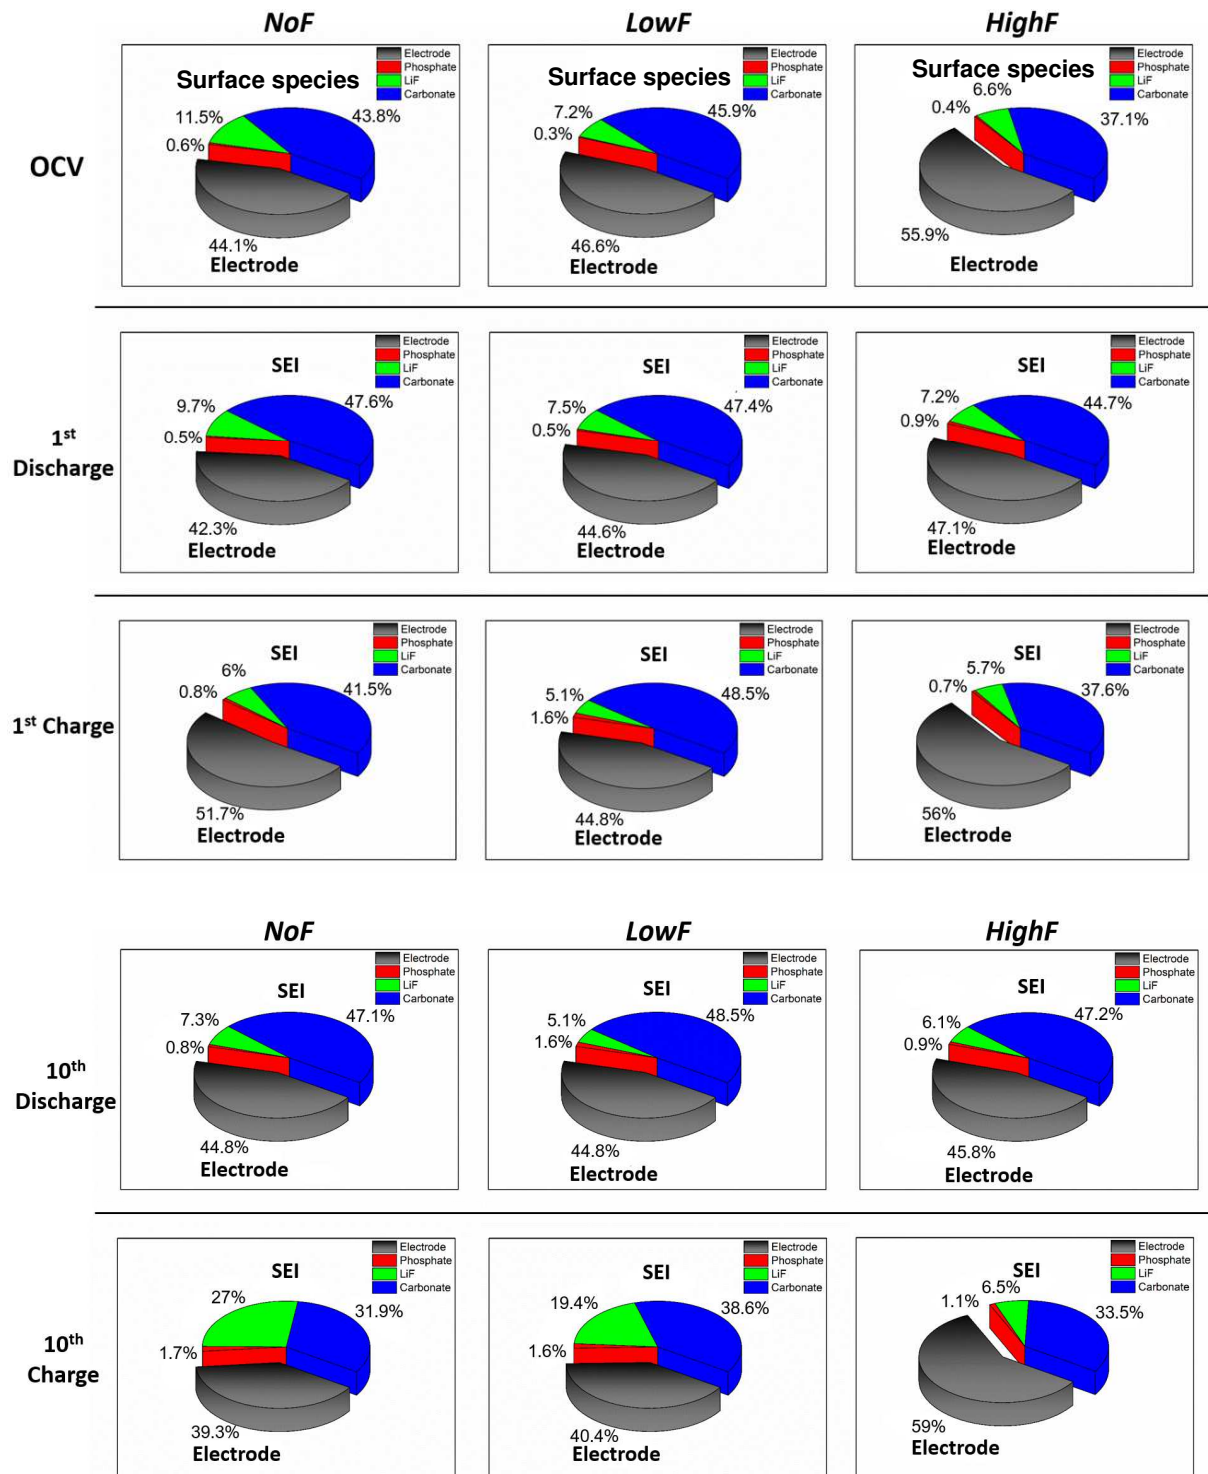 NoF
LowF
HighF
OCV
Electrode
Phosphate
LiF
Carbonate
Surface species
11.5%
43.8%
0.6%
44.1%
Electrode
Electrode
Phosphate
LiF
Carbonate
Surface species
7.2%
45.9%
0.3%
46.6%
Electrode
Electrode
Phosphate
LiF
Carbonate
Surface species
6.6%
0.4%
37.1%
55.9%
Electrode
1st
Discharge
Electrode
Phosphate
LiF
Carbonate
SEI
9.7%
47.6%
0.5%
42.3%
Electrode
Electrode
Phosphate
LiF
Carbonate
SEI
7.5%
47.4%
0.5%
44.6%
Electrode
Electrode
Phosphate
LiF
Carbonate
SEI
7.2%
44.7%
0.9%
47.1%
Electrode
1st Charge
Electrode
Phosphate
LiF
Carbonate
SEI
6%
0.8%
41.5%
51.7%
Electrode
Electrode
Phosphate
LiF
Carbonate
SEI
5.1%
48.5%
1.6%
44.8%
Electrode
Electrode
Phosphate
LiF
Carbonate
SEI
5.7%
0.7%
37.6%
56%
Electrode
NoF
LowF
HighF
10th
Discharge
Electrode
Phosphate
LiF
Carbonate
SEI
7.3%
47.1%
0.8%
44.8%
Electrode
Electrode
Phosphate
LiF
Carbonate
SEI
5.1%
48.5%
1.6%
44.8%
Electrode
Electrode
Phosphate
LiF
Carbonate
SEI
6.1%
47.2%
0.9%
45.8%
Electrode
10th
Charge
Electrode
Phosphate
LiF
Carbonate
SEI
27%
31.9%
1.7%
39.3%
Electrode
Electrode
Phosphate
LiF
Carbonate
SEI
19.4%
38.6%
1.6%
40.4%
Electrode
Electrode
Phosphate
LiF
Carbonate
SEI
6.5%
1.1%
33.5%
59%
Electrode